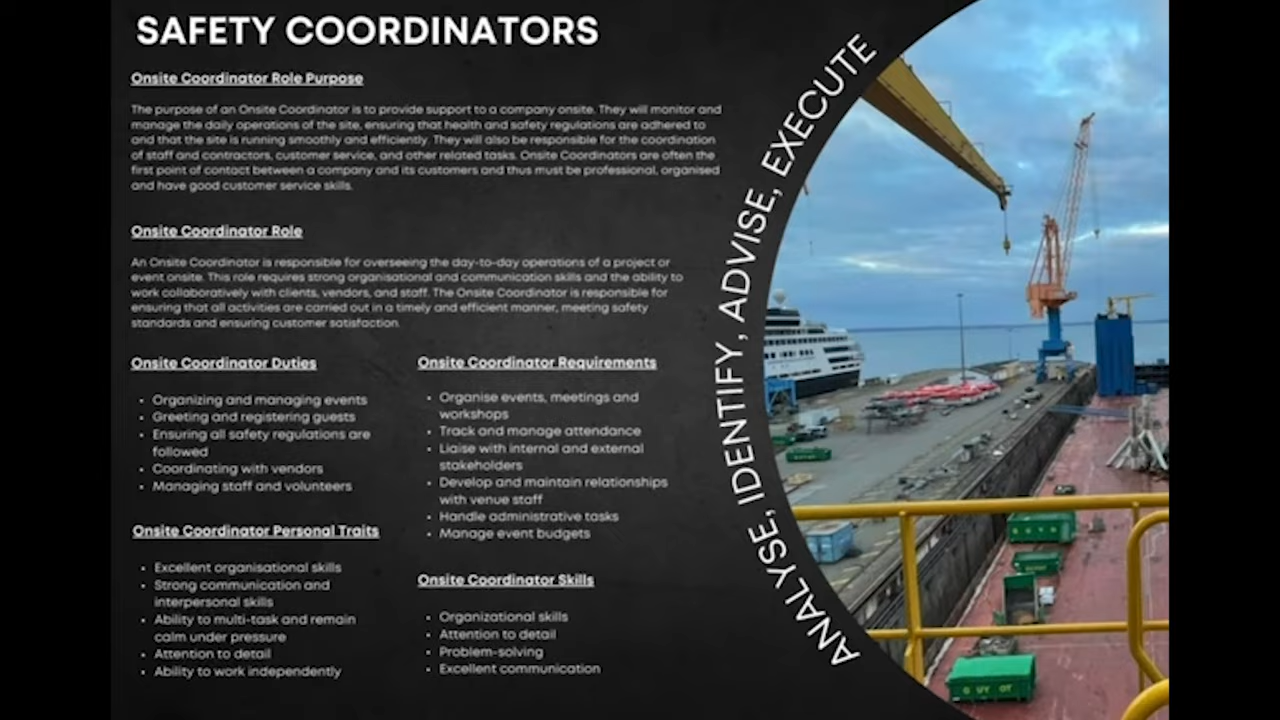 SAFETY COORDINATORS
Onsite Coordinator Role Purpose
The purpose of an Onsite Coordinator is to provide support to a company onsite. They will monitor and
manage the daily operations of the site, ensuring that health and safety regulations are adhered to
and that the site is running smoothly and efficiently. They will also be responsible for the coordination
of staff and contractors, customer service, and other related tasks. Onsite Coordinators are often the
first point of contact between a company and its customers and thus must be professional, organised
and have good customer service skills.
Onsite Coordinator Role
An Onsite Coordinator is responsible for overseeing the day-to-day operations of a project or
event onsite. This role requires strong organisational and communication skills and the ability to
work collaboratively with clients, vendors, and staff. The Onsite Coordinator is responsible for
ensuring that all activities are carried out in a timely and efficient manner, meeting safety
standards and ensuring customer satisfaction.
Onsite Coordinator Duties
• Organizing and managing events
• Greeting and registering guests
• Ensuring all safety regulations are
followed
• Coordinating with vendors
• Managing staff and volunteers
Onsite Coordinator Personal Traits
• Excellent organisational skills
• Strong communication and
interpersonal skills
• Ability to multi-task and remain
calm under pressure
• Attention to detail
• Ability to work independently
Onsite Coordinator Requirements
• Organise events, meetings and
workshops
• Track and manage attendance
• Liaise with internal and external
stakeholders
• Develop and maintain relationships
with venue staff
• Handle administrative tasks
• Manage event budgets
Onsite Coordinator Skills
• Organizational skills
• Attention to detail
• Problem-solving
• Excellent communication
ANALYSE, IDENTIFY, ADVISE, EXECUTE